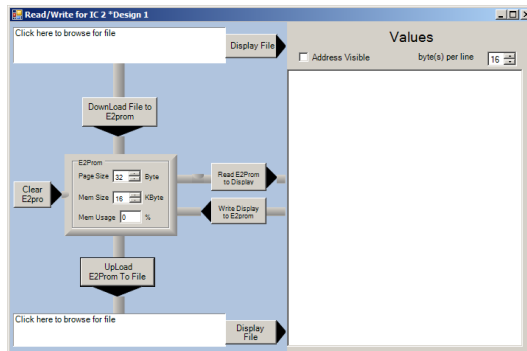 Read/Write for IC 2 *Design 1
Click here to browse for file
Display File
Values
Address Visible
byte(s) per line
16
DownLoad File to
E2prom
E2Prom
Page Size 32 Byte
Mem Size 16 KByte
Mem Usage 0 %
Clear
E2pro
Read E2Prom
to Display
Write Display
to E2prom
UpLoad
E2Prom To File
Click here to browse for file
Display
File